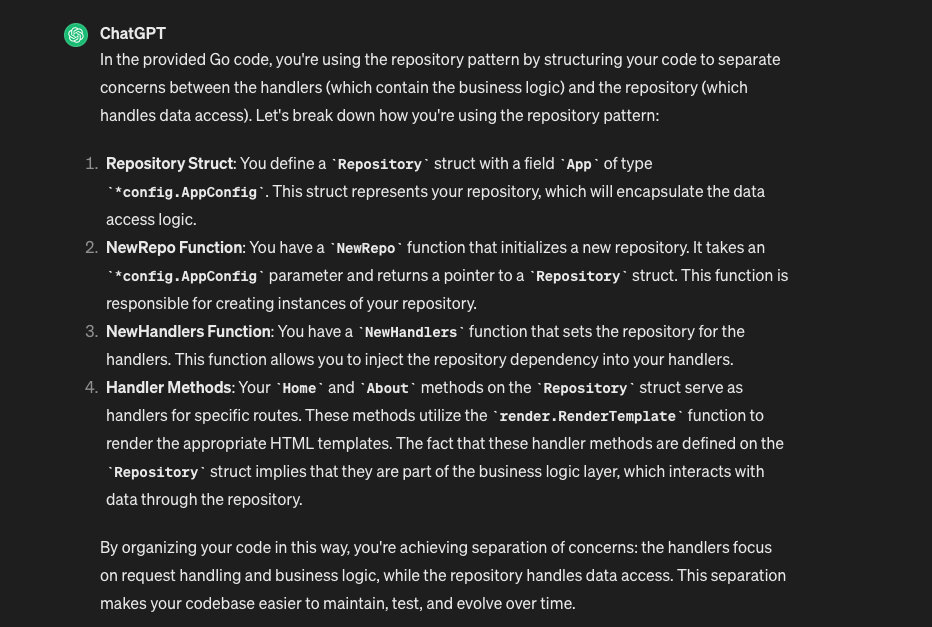 ChatGPT
In the provided Go code, you're using the repository pattern by structuring your code to separate
concerns between the handlers (which contain the business logic) and the repository (which
handles data access). Let's break down how you're using the repository pattern:
1. Repository Struct: You define a `Repository` struct with a field `App` of type
`*config.AppConfig`. This struct represents your repository, which will encapsulate the data
access logic.
2. NewRepo Function: You have a `NewRepo` function that initializes a new repository. It takes an
`*config.AppConfig` parameter and returns a pointer to a `Repository` struct. This function is
responsible for creating instances of your repository.
3. NewHandlers Function: You have a `NewHandlers` function that sets the repository for the
handlers. This function allows you to inject the repository dependency into your handlers.
4. Handler Methods: Your `Home` and `About` methods on the `Repository` struct serve as
handlers for specific routes. These methods utilize the `render.RenderTemplate` function to
render the appropriate HTML templates. The fact that these handler methods are defined on the
`Repository` struct implies that they are part of the business logic layer, which interacts with
data through the repository.
By organizing your code in this way, you're achieving separation of concerns: the handlers focus
on request handling and business logic, while the repository handles data access. This separation
makes your codebase easier to maintain, test, and evolve over time.